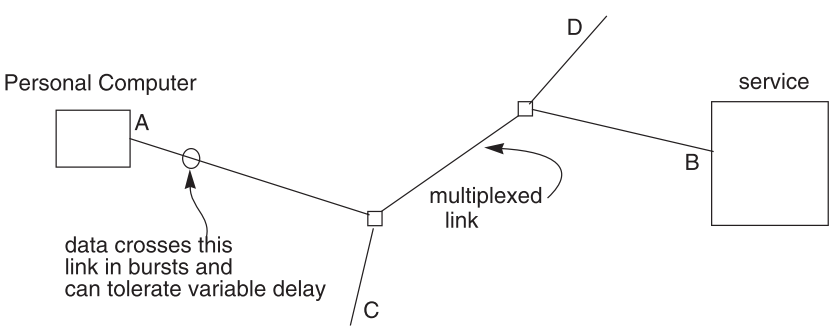 D
Personal Computer
service
A
B
multiplexed
link
data crosses this
link in bursts and
can tolerate variable delay
C